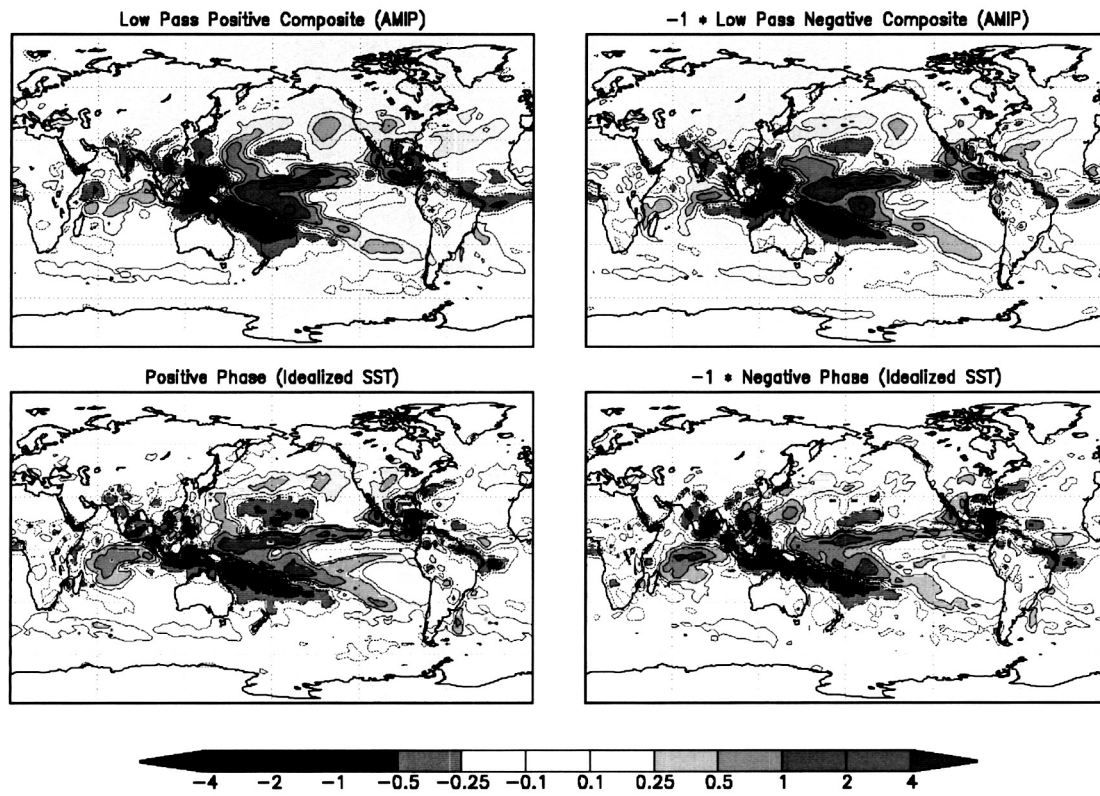 Low Pass Positive Composite (AMIP)
-1 * Low Pass Negative Composite (AMIP)
Positive Phase (Idealized SST)
-1 * Negative Phase (Idealized SST)
-4 -2 -1 -0.5 -0.25 -0.1 0.1 0.25 0.5 1 2 4